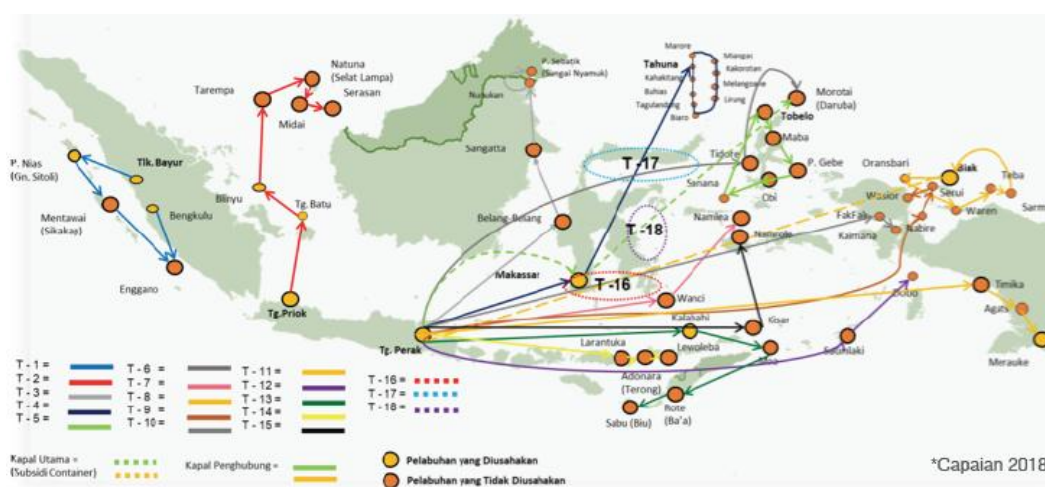 Natuna
(Selat Lampa)
Tarempa
Serasan
Midai
P. Nias
(Gn. Sitoli)
Tlk. Bayur
Mentawai
(Sikakap)
Bengkulu
Enggano
Blinyu
Tg. Batu
Tg.Priok
P. Sebatik
(Sungai Nyamuk)
Nunukan
Sangatta
Belang-Belang
Makassar
Tg. Perak
T -17
T - 18
T -16
Marore
Tahuna
Kahakitang
Buhias
Tagulandang
Biaro
Miangas
Kakorotan
Melangoane
Lirung
Morotai
(Daruba)
Tobelo
Maba
Tidore
P. Gebe
Sanana
Obi
Namlea
Namrole
Wanci
Kalabahi
Kisar
Larantuka
Lewoleba
Adonara
(Terong)
Rote
(Ba'a)
Sabu (Biu)
Saumlaki
Dobo
Oransbari
Biak
Teba
Wasior
Serui
Sarmi
Waren
FakFak
Nabire
Kaimana
Timika
Agats
Merauke
T - 1 =
T - 2 =
T - 3 =
T - 4 =
T - 5 =
T - 6 =
T - 7 =
T - 8 =
T - 9 =
T - 10 =
T - 11 =
T - 12 =
T - 13 =
T - 14 =
T - 15 =
T - 16=
T - 17=
T - 18=
Kapal Utama =
(Subsidi Container)
Kapal Penghubung =
Pelabuhan yang Diusahakan
Pelabuhan yang Tidak Diusahakan
*Capaian 2018